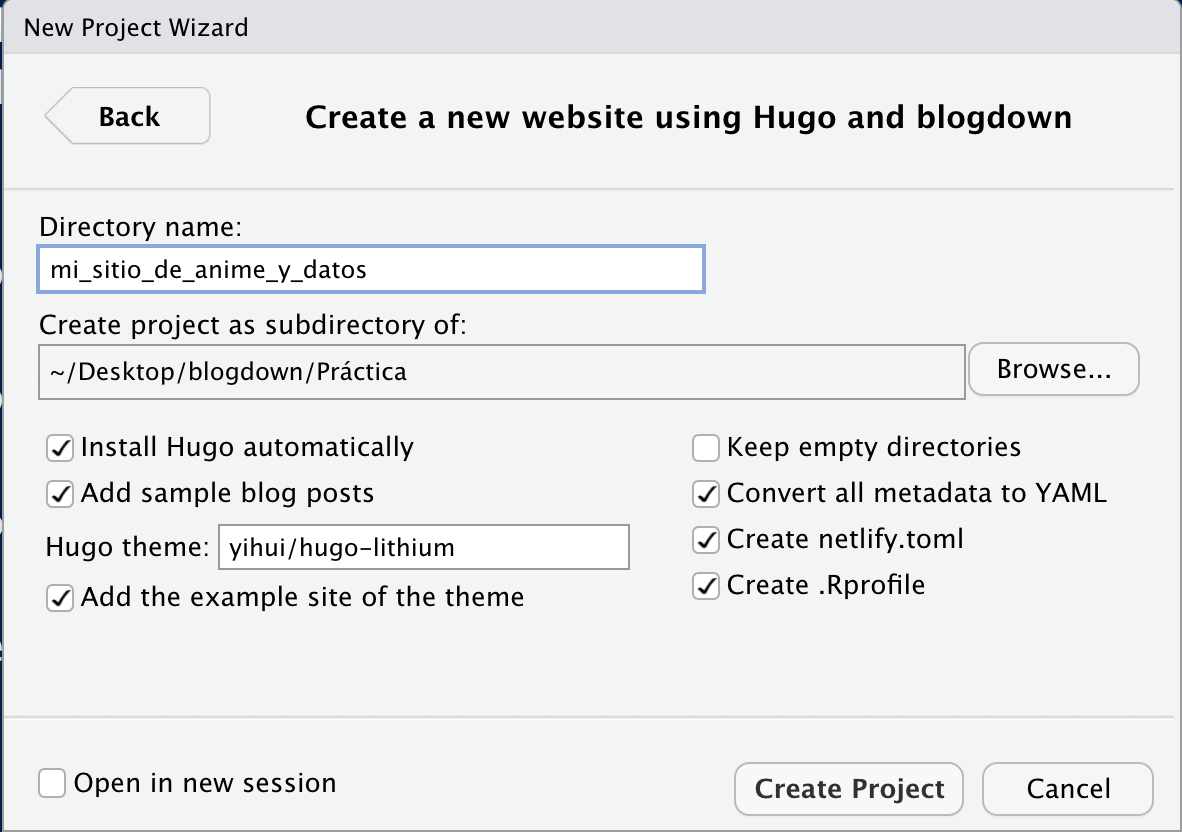 New Project Wizard
Back
Create a new website using Hugo and blogdown
Directory name:
mi_sitio_de_anime_y_datos
Create project as subdirectory of:
~/Desktop/blogdown/Práctica
Browse...
Install Hugo automatically
Keep empty directories
Add sample blog posts
Convert all metadata to YAML
Hugo theme: yihui/hugo-lithium
Create netlify.toml
Add the example site of the theme
Create .Rprofile
Open in new session
Create Project
Cancel